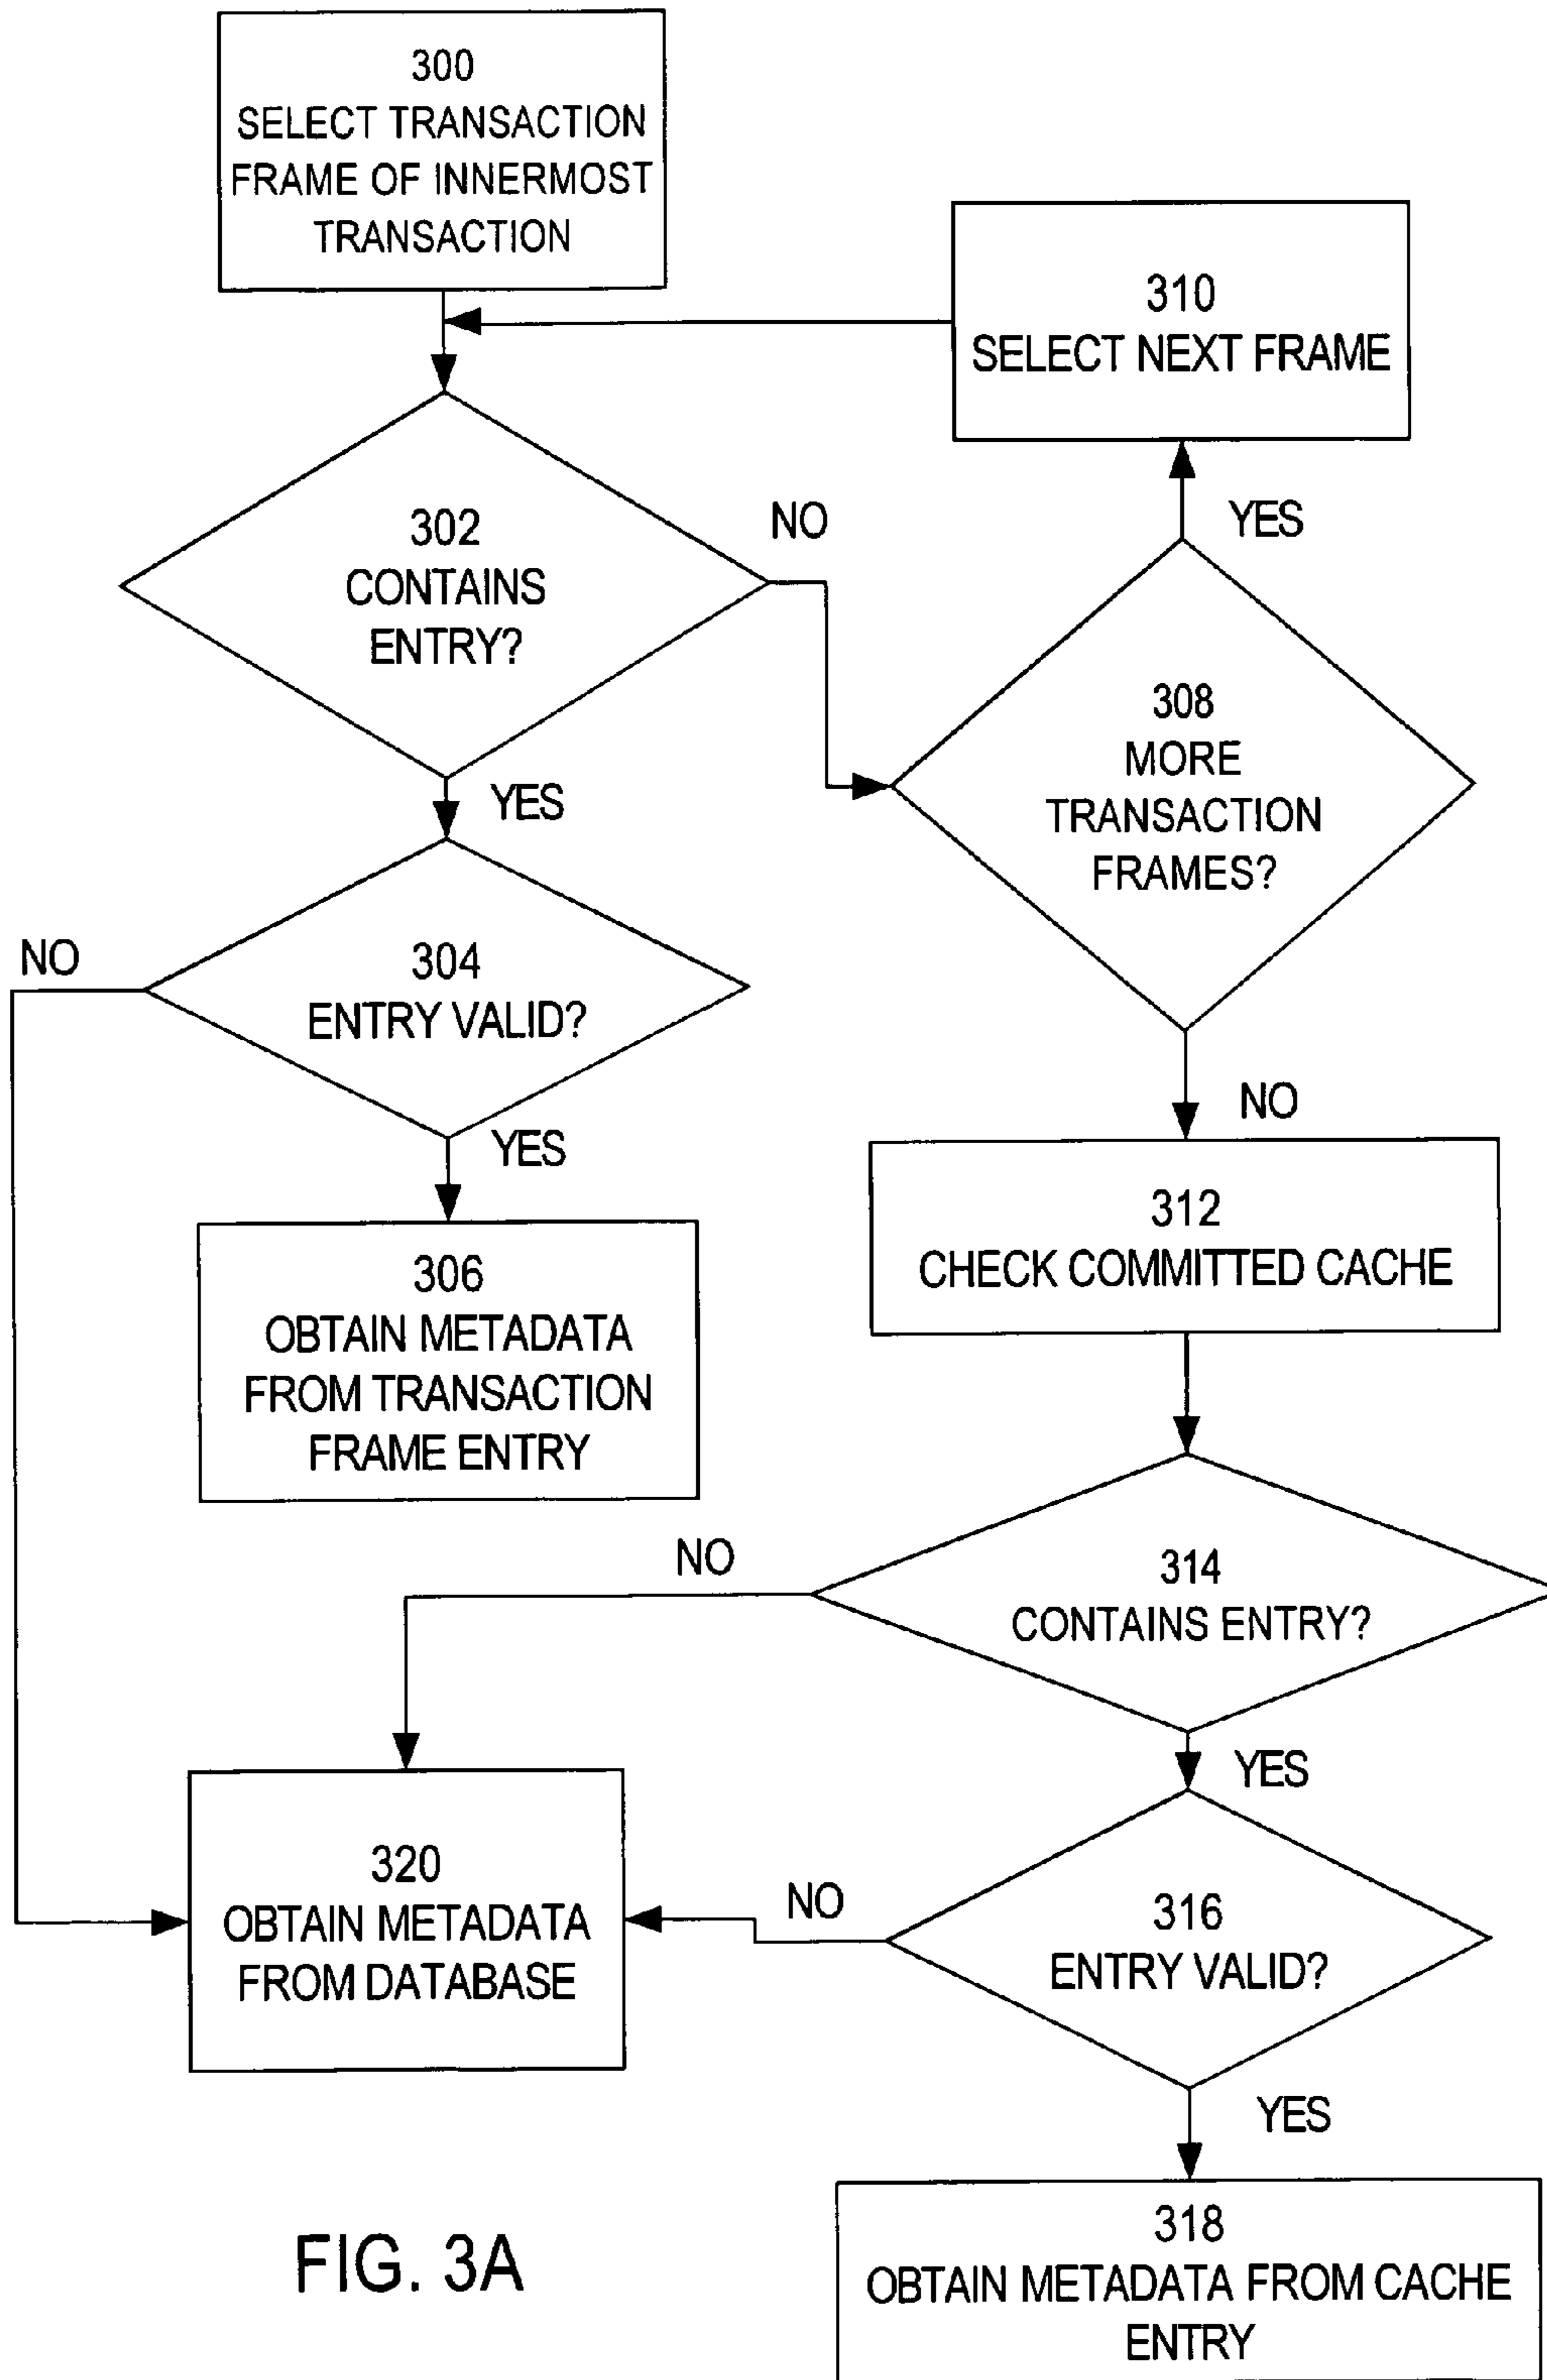 300
SELECT TRANSACTION
FRAME OF INNERMOST
TRANSACTION
310
SELECT NEXT FRAME
302
CONTAINS
ENTRY?
NO
YES
308
MORE
TRANSACTION
FRAMES?
YES
NO
304
ENTRY VALID?
YES
NO
306
OBTAIN METADATA
FROM TRANSACTION
FRAME ENTRY
312
CHECK COMMITTED CACHE
314
CONTAINS ENTRY?
NO
YES
320
OBTAIN METADATA
FROM DATABASE
NO
316
ENTRY VALID?
YES
318
OBTAIN METADATA FROM CACHE
ENTRY
FIG. 3A